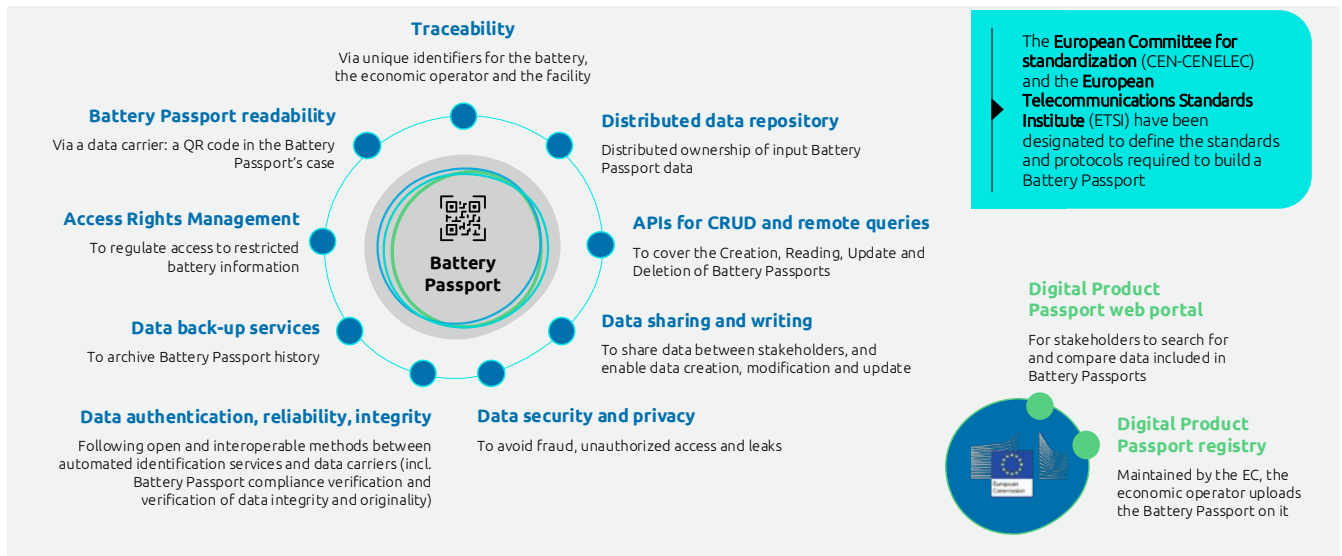 Traceability
Via unique identifiers for the battery,
the economic operator and the facility
Battery Passport readability
Via a data carrier: a QR code in the Battery
Passport's case
Access Rights Management
To regulate access to restricted
battery information
Data back-up services
To archive Battery Passport history
Data authentication, reliability, integrity
Following open and interoperable methods between
automated identification services and data carriers (incl.
Battery Passport compliance verification and
verification of data integrity and originality)
Battery
Passport
Distributed data repository
Distributed ownership of input Battery
Passport data
APIs for CRUD and remote queries
To cover the Creation, Reading, Update and
Deletion of Battery Passports
Data sharing and writing
To share data between stakeholders, and
enable data creation, modification and update
Data security and privacy
To avoid fraud, unauthorized access and leaks
The European Committee for
standardization (CEN-CENELEC)
and the European
Telecommunications Standards
Institute (ETSI) have been
designated to define the standards
and protocols required to build a
Battery Passport
Digital Product
Passport web portal
For stakeholders to search for
and compare data included in
Battery Passports
European
Commission
Digital Product
Passport registry
Maintained by the EC, the
economic operator uploads
the Battery Passport on it